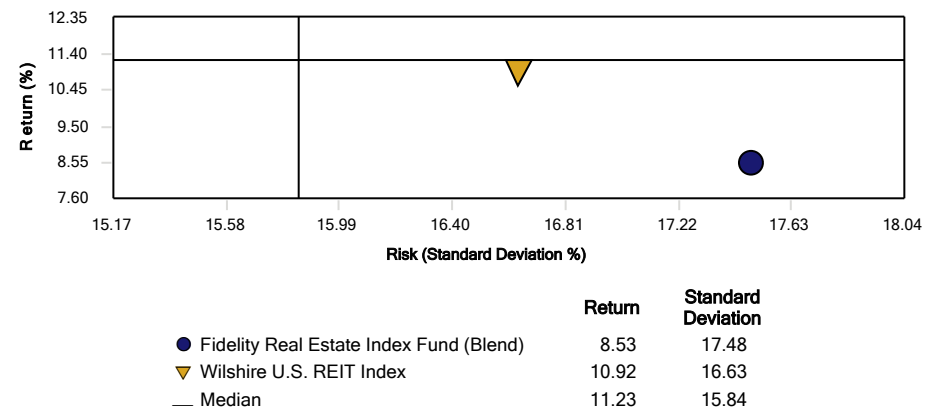 12.35
11.40
10.45
9.50
8.55
7.60
Return (%)
15.17 15.58 15.99 16.40 16.81 17.22 17.63 18.04
Risk (Standard Deviation %)
Return Standard Deviation
Fidelity Real Estate Index Fund (Blend) 8.53 17.48
Wilshire U.S. REIT Index 10.92 16.63
Median 11.23 15.84